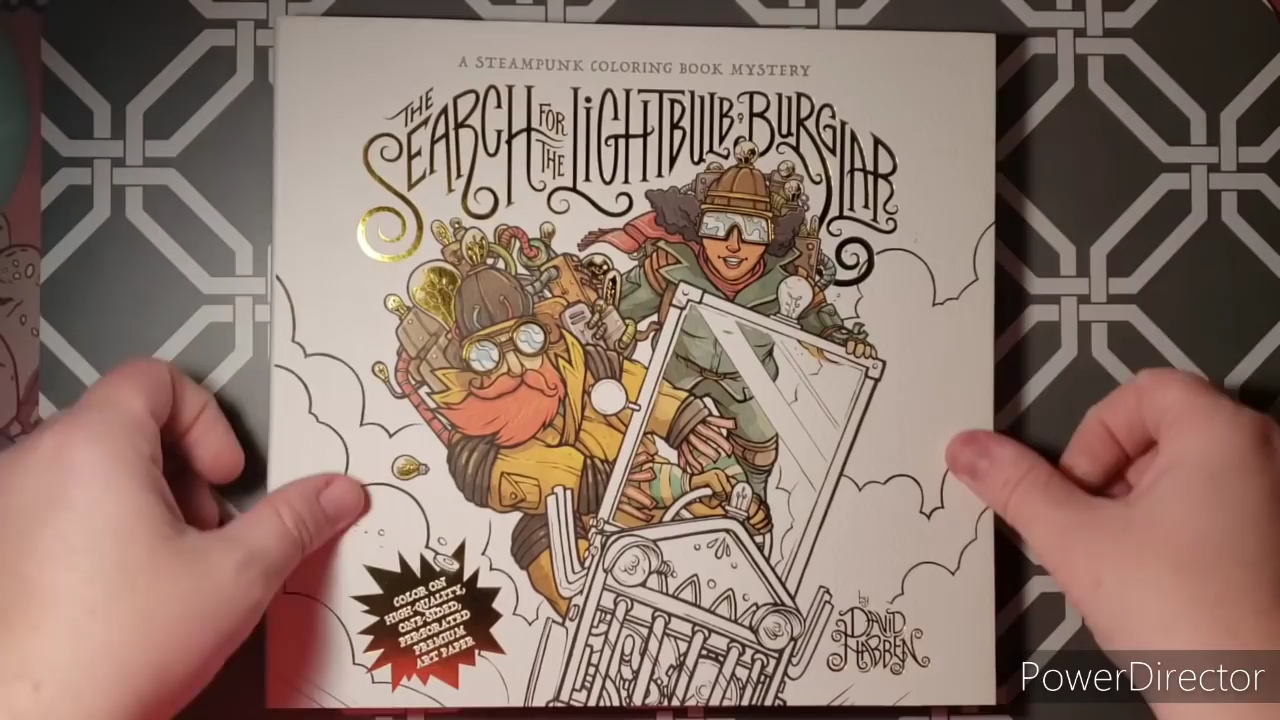 A STEAMPUNK COLORING BOOK MYSTERY
THE
SEARCH FOR THE LIGHTBULB BURGLAR
COLOR ON
HIGH-QUALITY,
ONE-SIDED,
PERFORATED
PREMIUM
ART PAPER
by
DAVID
HABBEN
PowerDirector